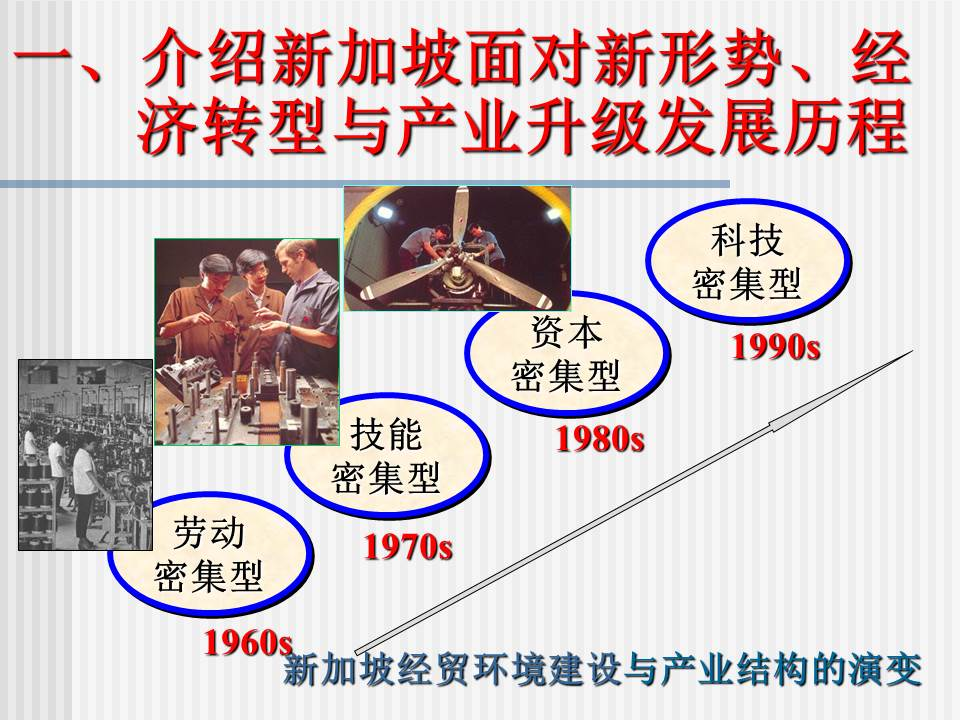 一、介绍新加坡面对新形势、经
济转型与产业升级发展历程
科技
密集型
1990s
资本
密集型
1980s
技能
密集型
1970s
劳动
密集型
1960s
新加坡经贸环境建设与产业结构的演变